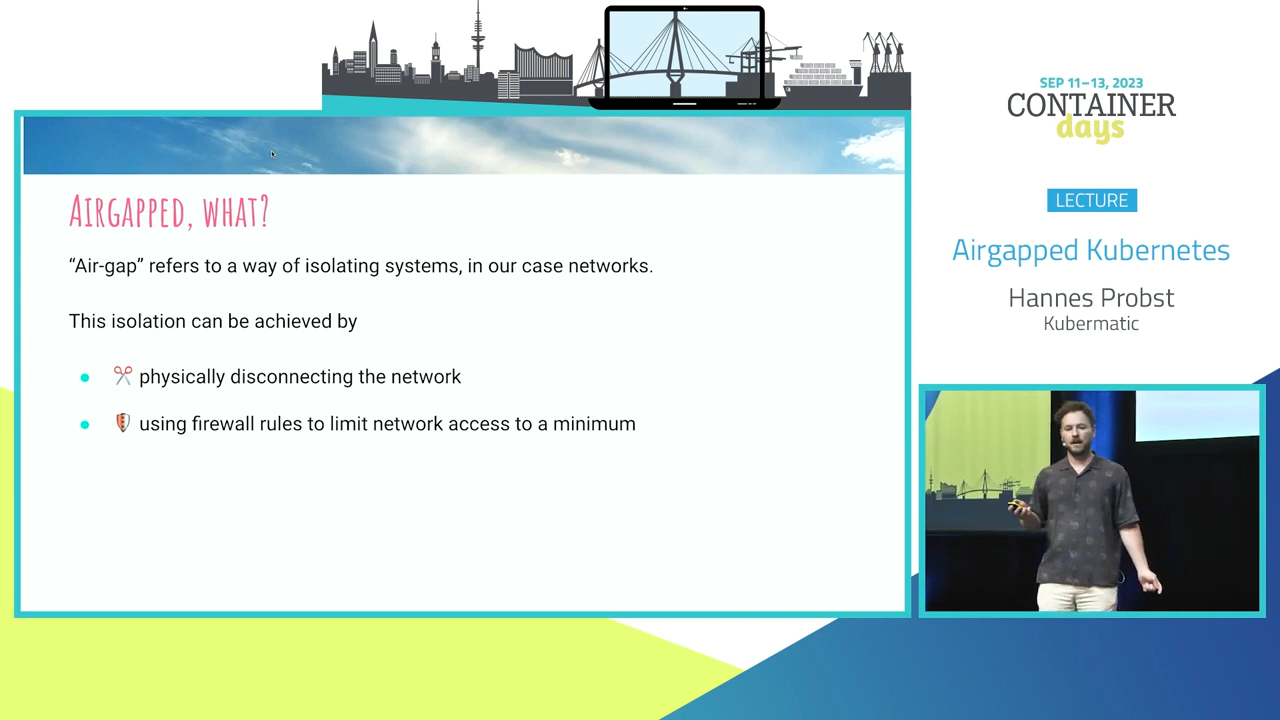 SEP 11–13, 2023
CONTAINER
days
LECTURE
Airgapped Kubernetes
Hannes Probst
Kubermatic
AIRGAPPED, WHAT?
“Air-gap” refers to a way of isolating systems, in our case networks.
This isolation can be achieved by
● ✂️ physically disconnecting the network
● 🛡️ using firewall rules to limit network access to a minimum